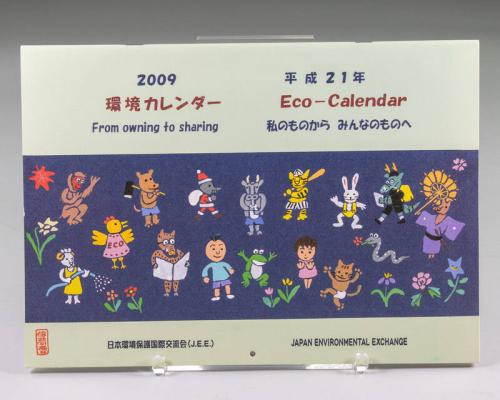 2009
平成21年
環境カレンダー
Eco-Calendar
From owning to sharing
私のものから みんなのものへ
ECO
日本環境保護国際交流会(J.E.E.)
JAPAN ENVIRONMENTAL EXCHANGE